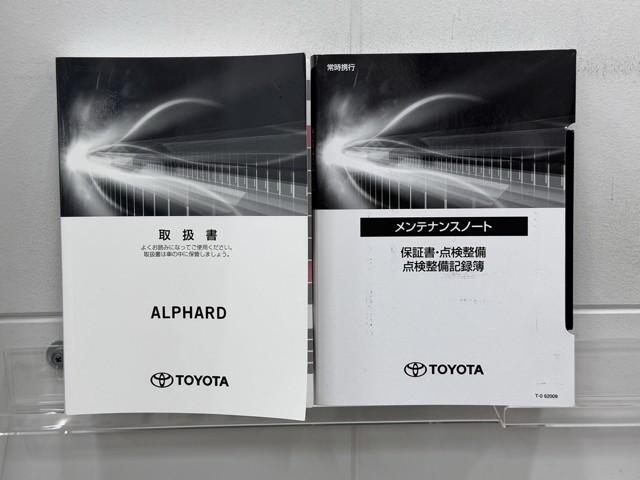 取扱書
よくお読みになってご使用ください。
取扱書は車の中に保管しましょう。
ALPHARD
TOYOTA
常時携行
メンテナンスノート
保証書・点検整備
点検整備記録簿
TOYOTA
T-0 62009